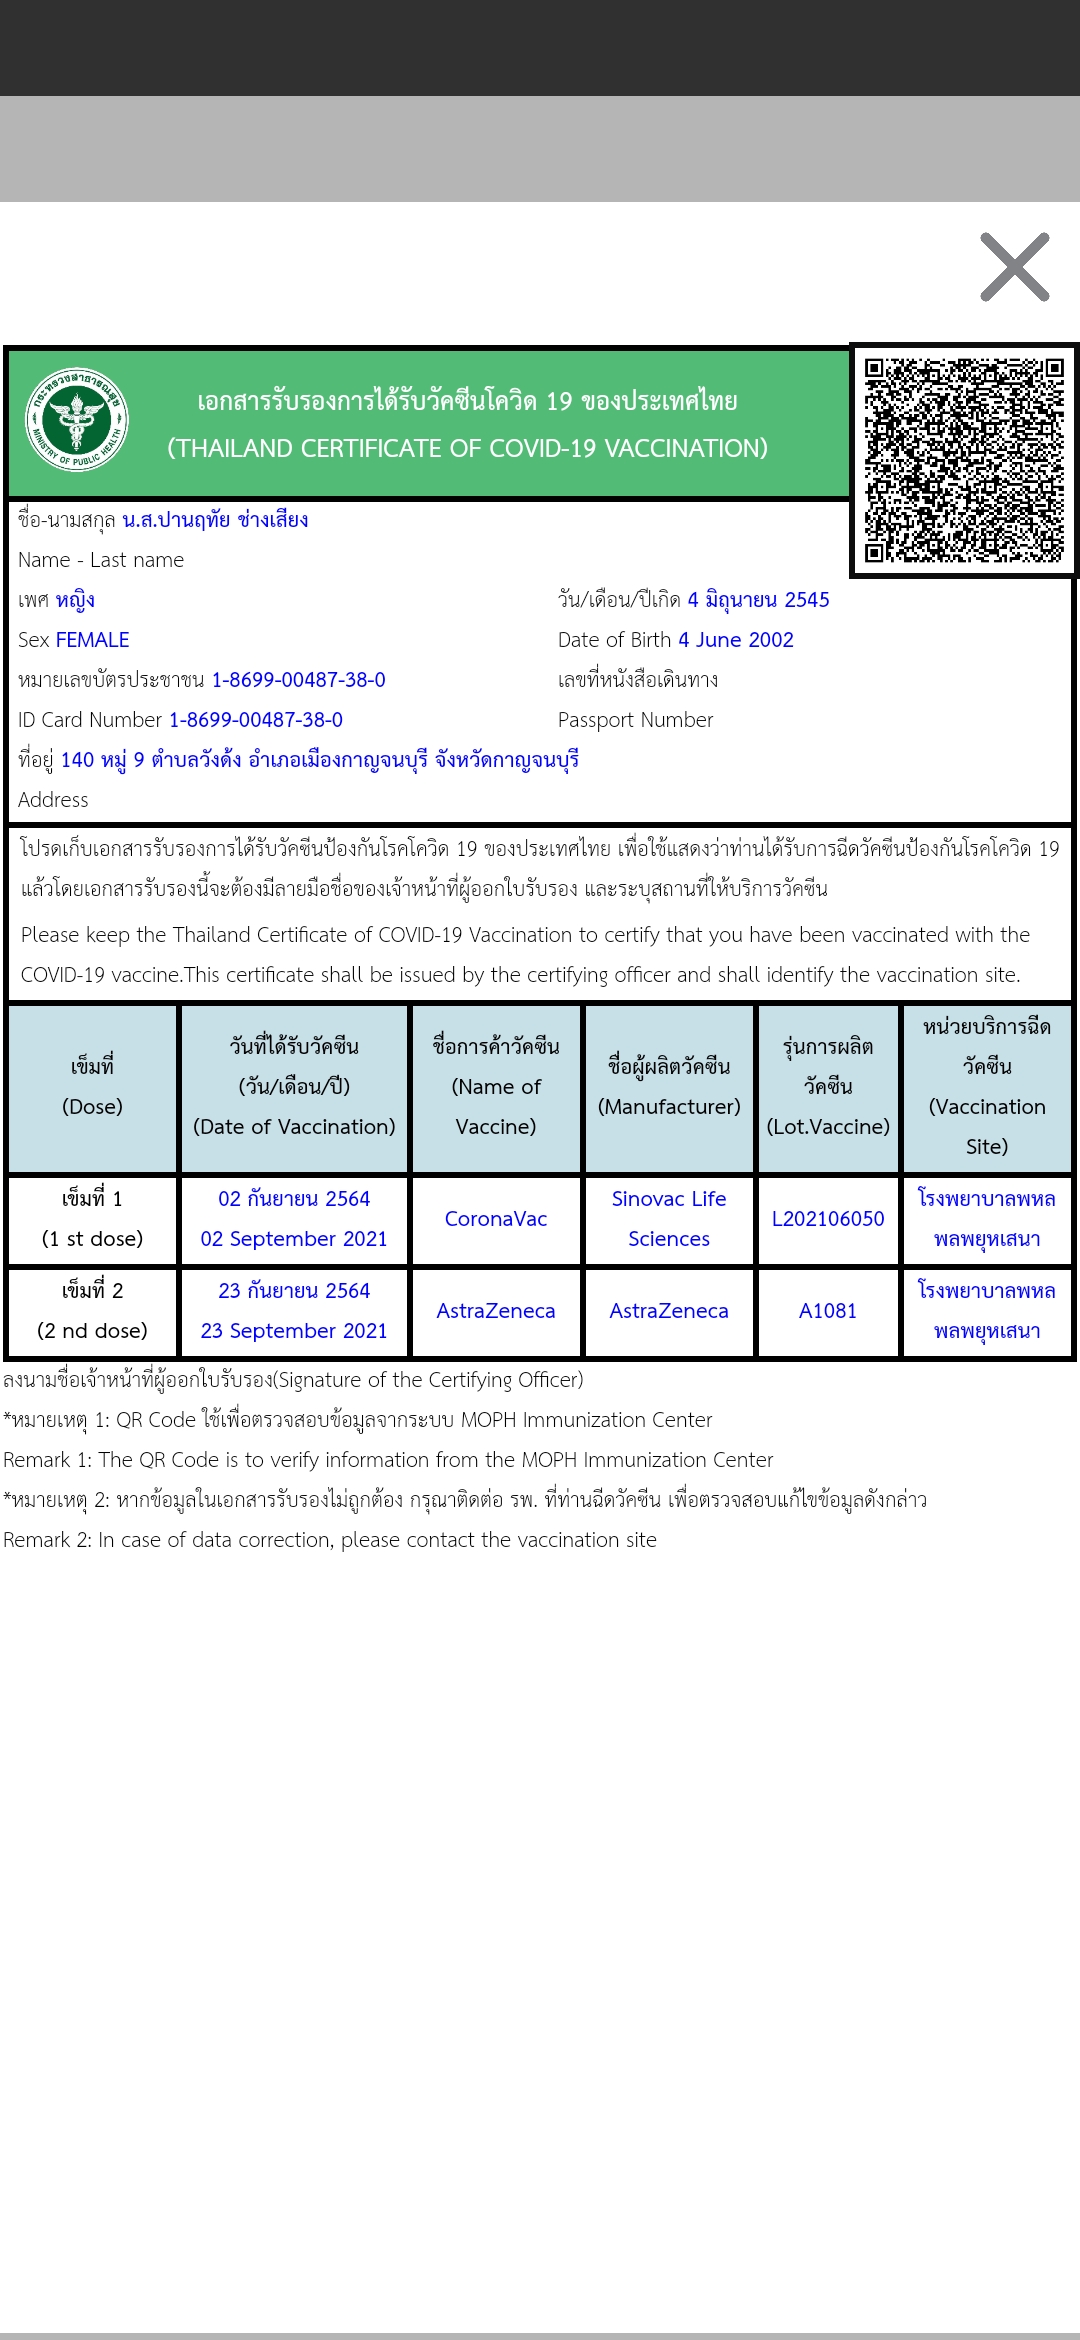 กระทรวงสาธารณสุข
MINISTRY OF PUBLIC HEALTH
เอกสารรับรองการได้รับวัคซีนโควิด 19 ของประเทศไทย
(THAILAND CERTIFICATE OF COVID-19 VACCINATION)
ชื่อ-นามสกุล น.ส.ปานฤทัย ช่างเสียง
Name - Last name
เพศ หญิง วัน/เดือน/ปีเกิด 4 มิถุนายน 2545
Sex FEMALE Date of Birth 4 June 2002
หมายเลขบัตรประชาชน 1-8699-00487-38-0 เลขที่หนังสือเดินทาง
ID Card Number 1-8699-00487-38-0 Passport Number
ที่อยู่ 140 หมู่ 9 ตำบลวังด้ง อำเภอเมืองกาญจนบุรี จังหวัดกาญจนบุรี
Address
โปรดเก็บเอกสารรับรองการได้รับวัคซีนป้องกันโรคโควิด 19 ของประเทศไทย เพื่อใช้แสดงว่าท่านได้รับการฉีดวัคซีนป้องกันโรคโควิด 19
แล้วโดยเอกสารรับรองนี้จะต้องมีลายมือชื่อของเจ้าหน้าที่ผู้ออกใบรับรอง และระบุสถานที่ให้บริการวัคซีน
Please keep the Thailand Certificate of COVID-19 Vaccination to certify that you have been vaccinated with the
COVID-19 vaccine.This certificate shall be issued by the certifying officer and shall identify the vaccination site.
เข็มที่
(Dose)
วันที่ได้รับวัคซีน
(วัน/เดือน/ปี)
(Date of Vaccination)
ชื่อการค้าวัคซีน
(Name of
Vaccine)
ชื่อผู้ผลิตวัคซีน
(Manufacturer)
รุ่นการผลิต
วัคซีน
(Lot.Vaccine)
หน่วยบริการฉีด
วัคซีน
(Vaccination
Site)
เข็มที่ 1
(1 st dose)
02 กันยายน 2564
02 September 2021
CoronaVac
Sinovac Life
Sciences
L202106050
โรงพยาบาลพหล
พลพยุหเสนา
เข็มที่ 2
(2 nd dose)
23 กันยายน 2564
23 September 2021
AstraZeneca
AstraZeneca
A1081
โรงพยาบาลพหล
พลพยุหเสนา
ลงนามชื่อเจ้าหน้าที่ผู้ออกใบรับรอง(Signature of the Certifying Officer)
*หมายเหตุ 1: QR Code ใช้เพื่อตรวจสอบข้อมูลจากระบบ MOPH Immunization Center
Remark 1: The QR Code is to verify information from the MOPH Immunization Center
*หมายเหตุ 2: หากข้อมูลในเอกสารรับรองไม่ถูกต้อง กรุณาติดต่อ รพ. ที่ท่านฉีดวัคซีน เพื่อตรวจสอบแก้ไขข้อมูลดังกล่าว
Remark 2: In case of data correction, please contact the vaccination site